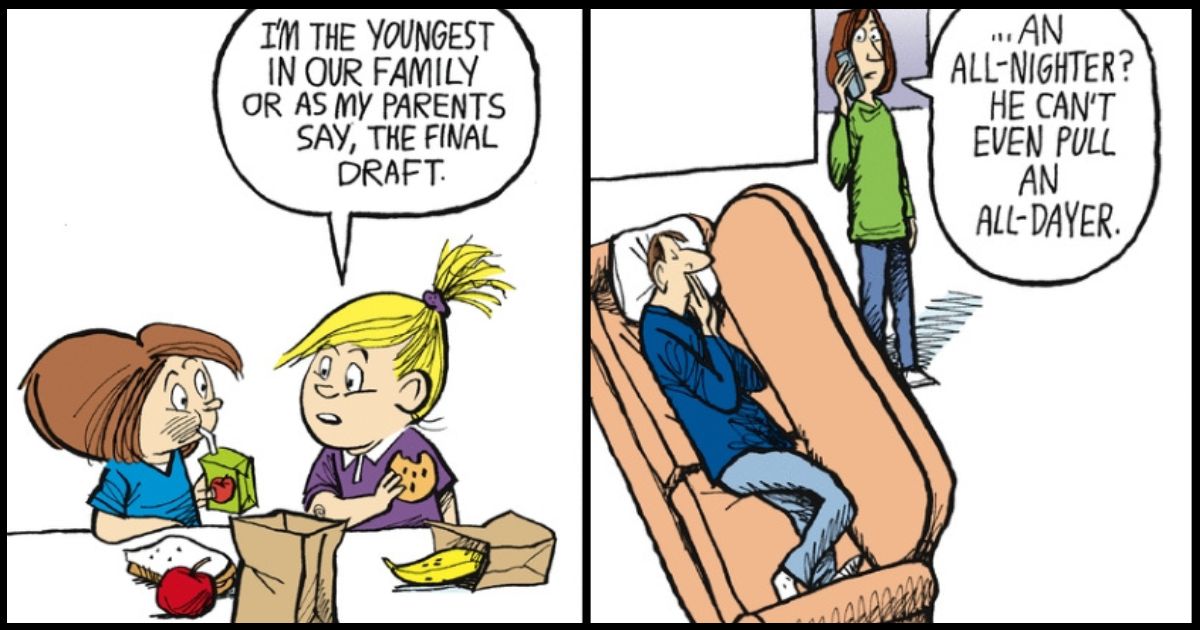 I'M THE YOUNGEST
IN OUR FAMILY
OR AS MY PARENTS
SAY, THE FINAL
DRAFT.
... AN
ALL-NIGHTER?
HE CAN'T
EVEN PULL
AN
ALL-DAYER.